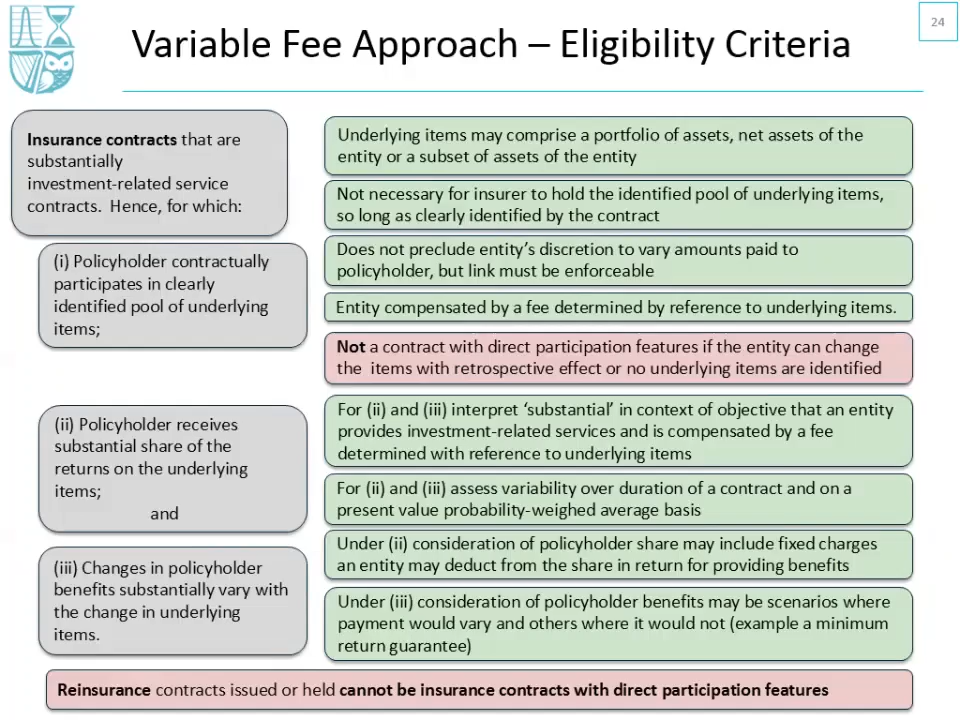 24
Variable Fee Approach – Eligibility Criteria
Insurance contracts that are
substantially
investment-related service
contracts. Hence, for which:
(i) Policyholder contractually
participates in clearly
identified pool of underlying
items;
(ii) Policyholder receives
substantial share of the
returns on the underlying
items;
and
(iii) Changes in policyholder
benefits substantially vary with
the change in underlying
items.
Underlying items may comprise a portfolio of assets, net assets of the
entity or a subset of assets of the entity
Not necessary for insurer to hold the identified pool of underlying items,
so long as clearly identified by the contract
Does not preclude entity’s discretion to vary amounts paid to
policyholder, but link must be enforceable
Entity compensated by a fee determined by reference to underlying items.
Not a contract with direct participation features if the entity can change
the items with retrospective effect or no underlying items are identified
For (ii) and (iii) interpret ‘substantial’ in context of objective that an entity
provides investment-related services and is compensated by a fee
determined with reference to underlying items
For (ii) and (iii) assess variability over duration of a contract and on a
present value probability-weighed average basis
Under (ii) consideration of policyholder share may include fixed charges
an entity may deduct from the share in return for providing benefits
Under (iii) consideration of policyholder benefits may be scenarios where
payment would vary and others where it would not (example a minimum
return guarantee)
Reinsurance contracts issued or held cannot be insurance contracts with direct participation features